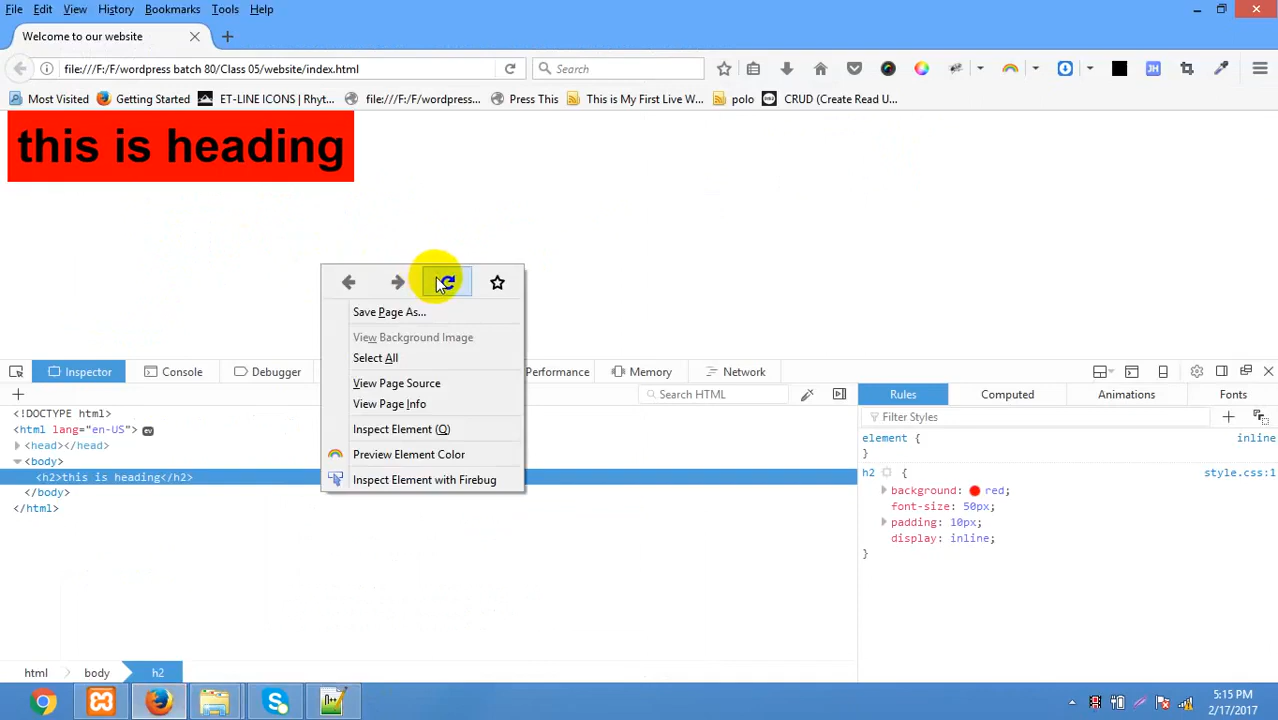 File Edit View History Bookmarks Tools Help
Welcome to our website
file:///F:/F/wordpress batch 80/Class 05/website/index.html
Search
JH
Most Visited Getting Started ET-LINE ICONS | Rhyt... file:///F:/F/wordpress... Press This This is My First Live W... polo CRUD (Create Read U...
this is heading
Save Page As...
View Background Image
Select All
View Page Source
View Page Info
Inspect Element (Q)
Preview Element Color
Inspect Element with Firebug
Inspector Console Debugger Performance Memory Network
Search HTML
Rules Computed Animations Fonts
Filter Styles
<!DOCTYPE html>
<html lang="en-US"> ev
<head></head>
<body>
<h2>this is heading</h2>
</body>
</html>
element { inline
}
h2 { style.css:1
background: red;
font-size: 50px;
padding: 10px;
display: inline;
}
html body h2
5:15 PM
2/17/2017